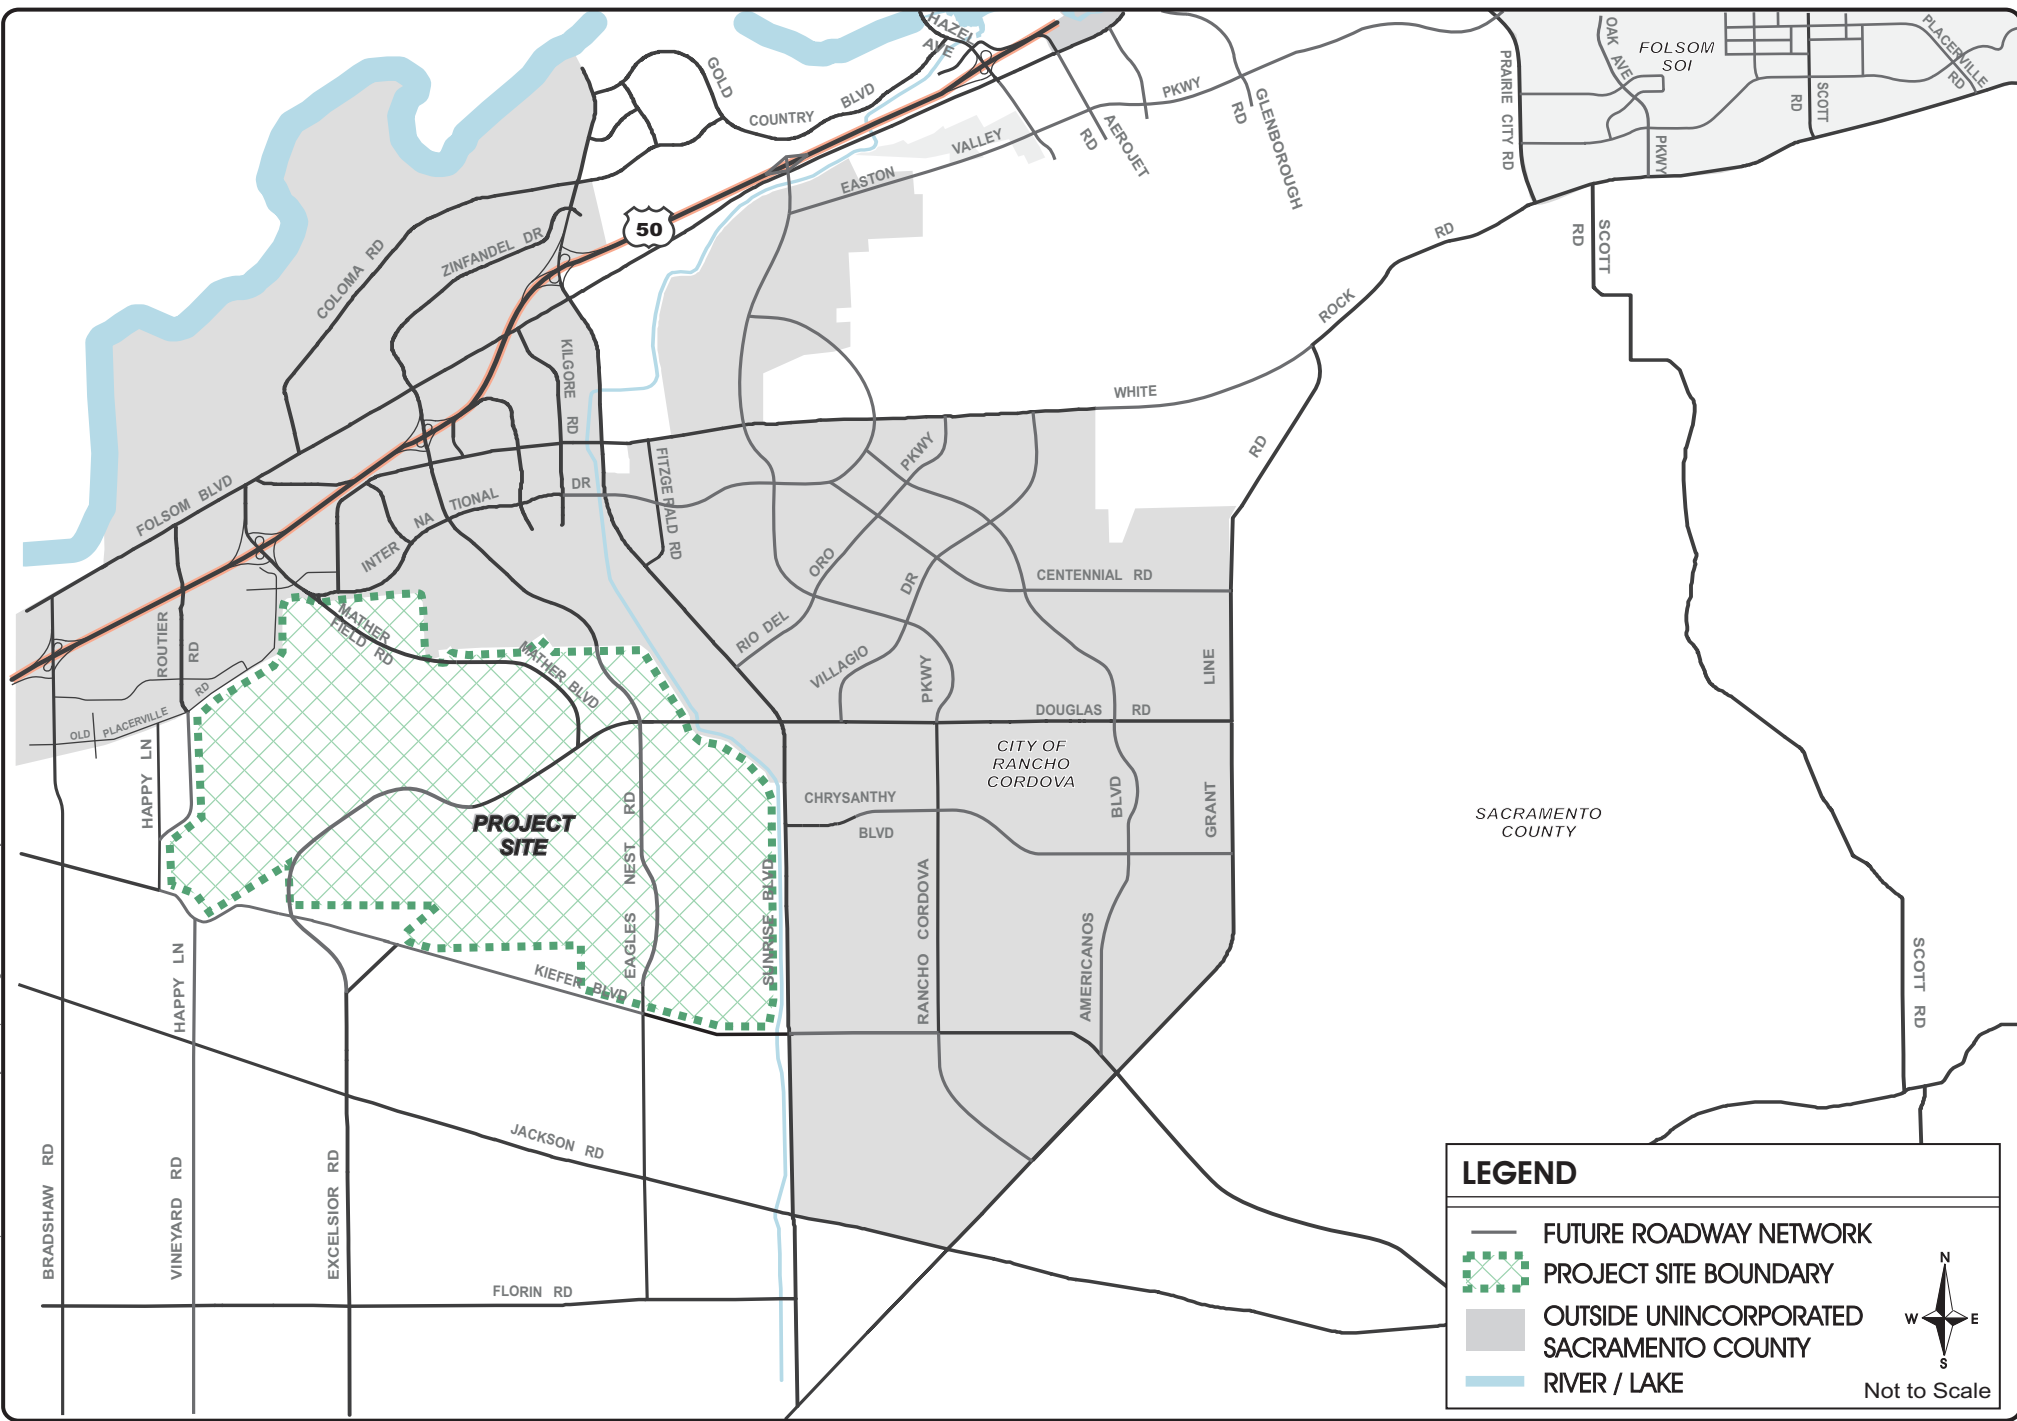 HAZEL
AVE
GOLD
COUNTRY
BLVD
50
COLOMA RD
ZINFANDEL DR
EASTON
VALLEY
PKWY
AEROJET
RD
GLENBOROUGH
RD
PRAIRIE CITY RD
OAK AVE
PKWY
FOLSOM
SOI
SCOTT
RD
PLACERVILLE
RD
SCOTT
RD
ROCK
RD
WHITE
RD
KILGORE
RD
FITZGERALD RD
FOLSOM BLVD
INTER
NA
TIONAL
DR
ORO
PKWY
RIO DEL
VILLAGIO
DR
CENTENNIAL RD
ROUTIER
RD
MATHER
FIELD RD
MATHER BLVD
OLD PLACERVILLE
RD
HAPPY LN
PKWY
DOUGLAS RD
LINE
GRANT
CITY OF
RANCHO
CORDOVA
CHRYSANTHY
BLVD
BLVD
AMERICANOS
RANCHO CORDOVA
PROJECT
SITE
EAGLES NEST RD
SUNRISE BLVD
SACRAMENTO
COUNTY
KIEFER BLVD
HAPPY LN
SCOTT RD
JACKSON RD
BRADSHAW RD
VINEYARD RD
EXCELSIOR RD
FLORIN RD
LEGEND
FUTURE ROADWAY NETWORK
PROJECT SITE BOUNDARY
OUTSIDE UNINCORPORATED
SACRAMENTO COUNTY
RIVER / LAKE
N
W E
S
Not to Scale